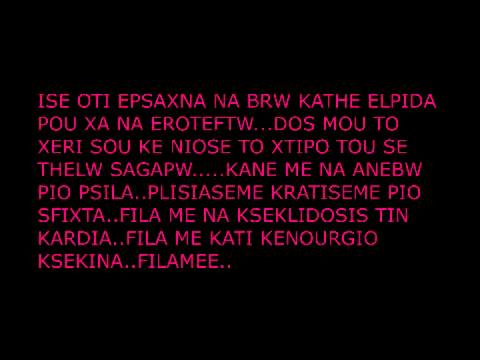 ISE OTI EPSAXNA NA BRW KATHE ELPIDA
POU XA NA EROTEFTW...DOS MOU TO
XERI SOU KE NIOSE TO XTIPO TOU SE
THELW SAGAPW.....KANE ME NA ANEBW
PIO PSILA..PLISIASEME KRATISEME PIO
SFIXTA..FILA ME NA KSEKLIDOSIS TIN
KARDIA..FILA ME KATI KENOURGIO
KSEKINA..FILAMEE..